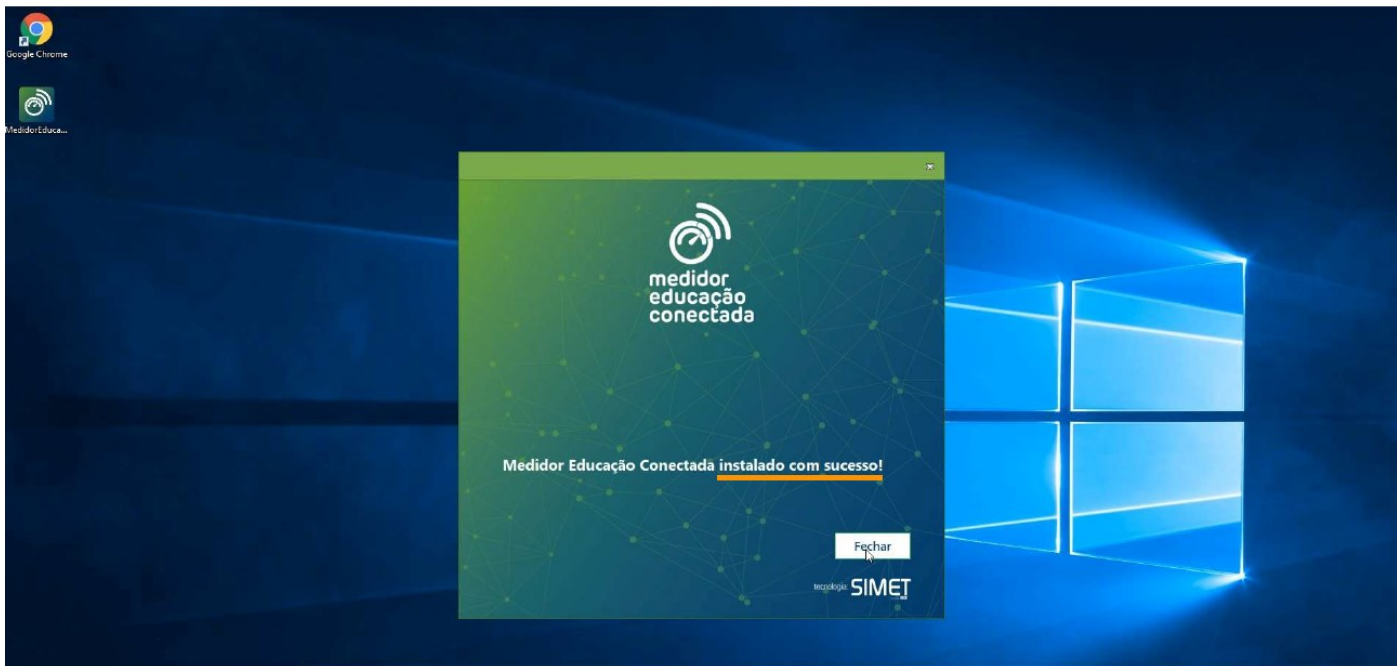 Google Chrome
MedidorEduca...
medidor
educação
conectada
Medidor Educação Conectada instalado com sucesso!
Fechar
tecnologia: SIMET